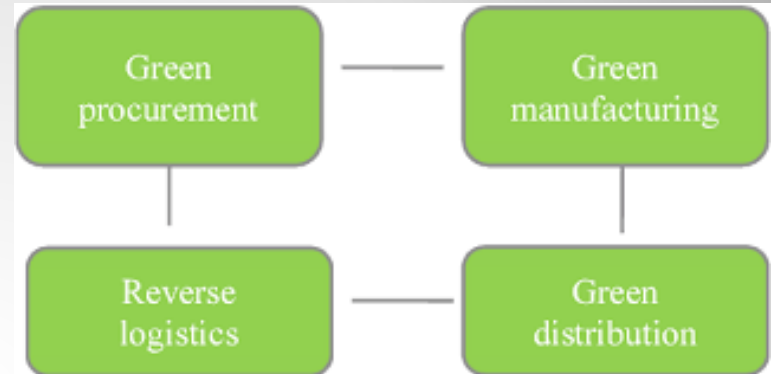 Green
procurement
Green
manufacturing
Reverse
logistics
Green
distribution